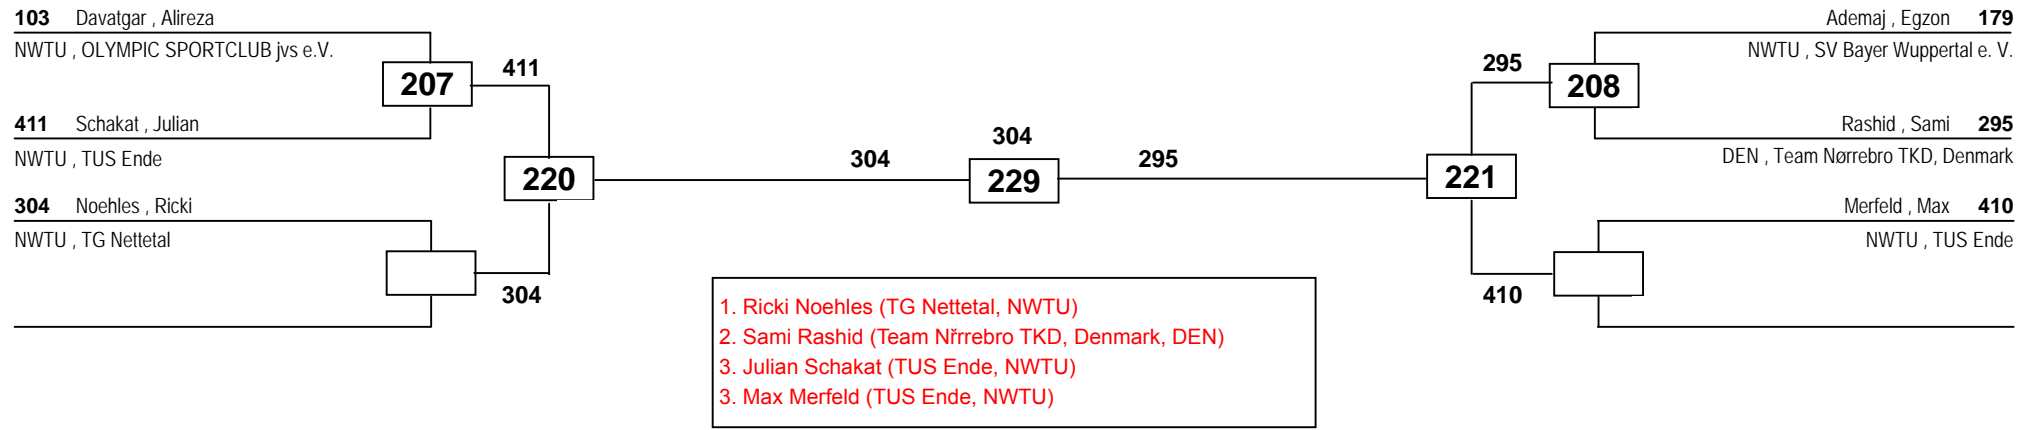 103 Davatgar , Alireza
NWTU , OLYMPIC SPORTCLUB jvs e.V.
207
411
411 Schakat , Julian
NWTU , TUS Ende
220
304 Noehles , Ricki
NWTU , TG Nettetal
304
304
304
229
295
Ademaj , Egzon 179
NWTU , SV Bayer Wuppertal e. V.
295
208
Rashid , Sami 295
DEN , Team Nørrebro TKD, Denmark
221
Merfeld , Max 410
NWTU , TUS Ende
410
1. Ricki Noehles (TG Nettetal, NWTU)
2. Sami Rashid (Team Nřrrebro TKD, Denmark, DEN)
3. Julian Schakat (TUS Ende, NWTU)
3. Max Merfeld (TUS Ende, NWTU)